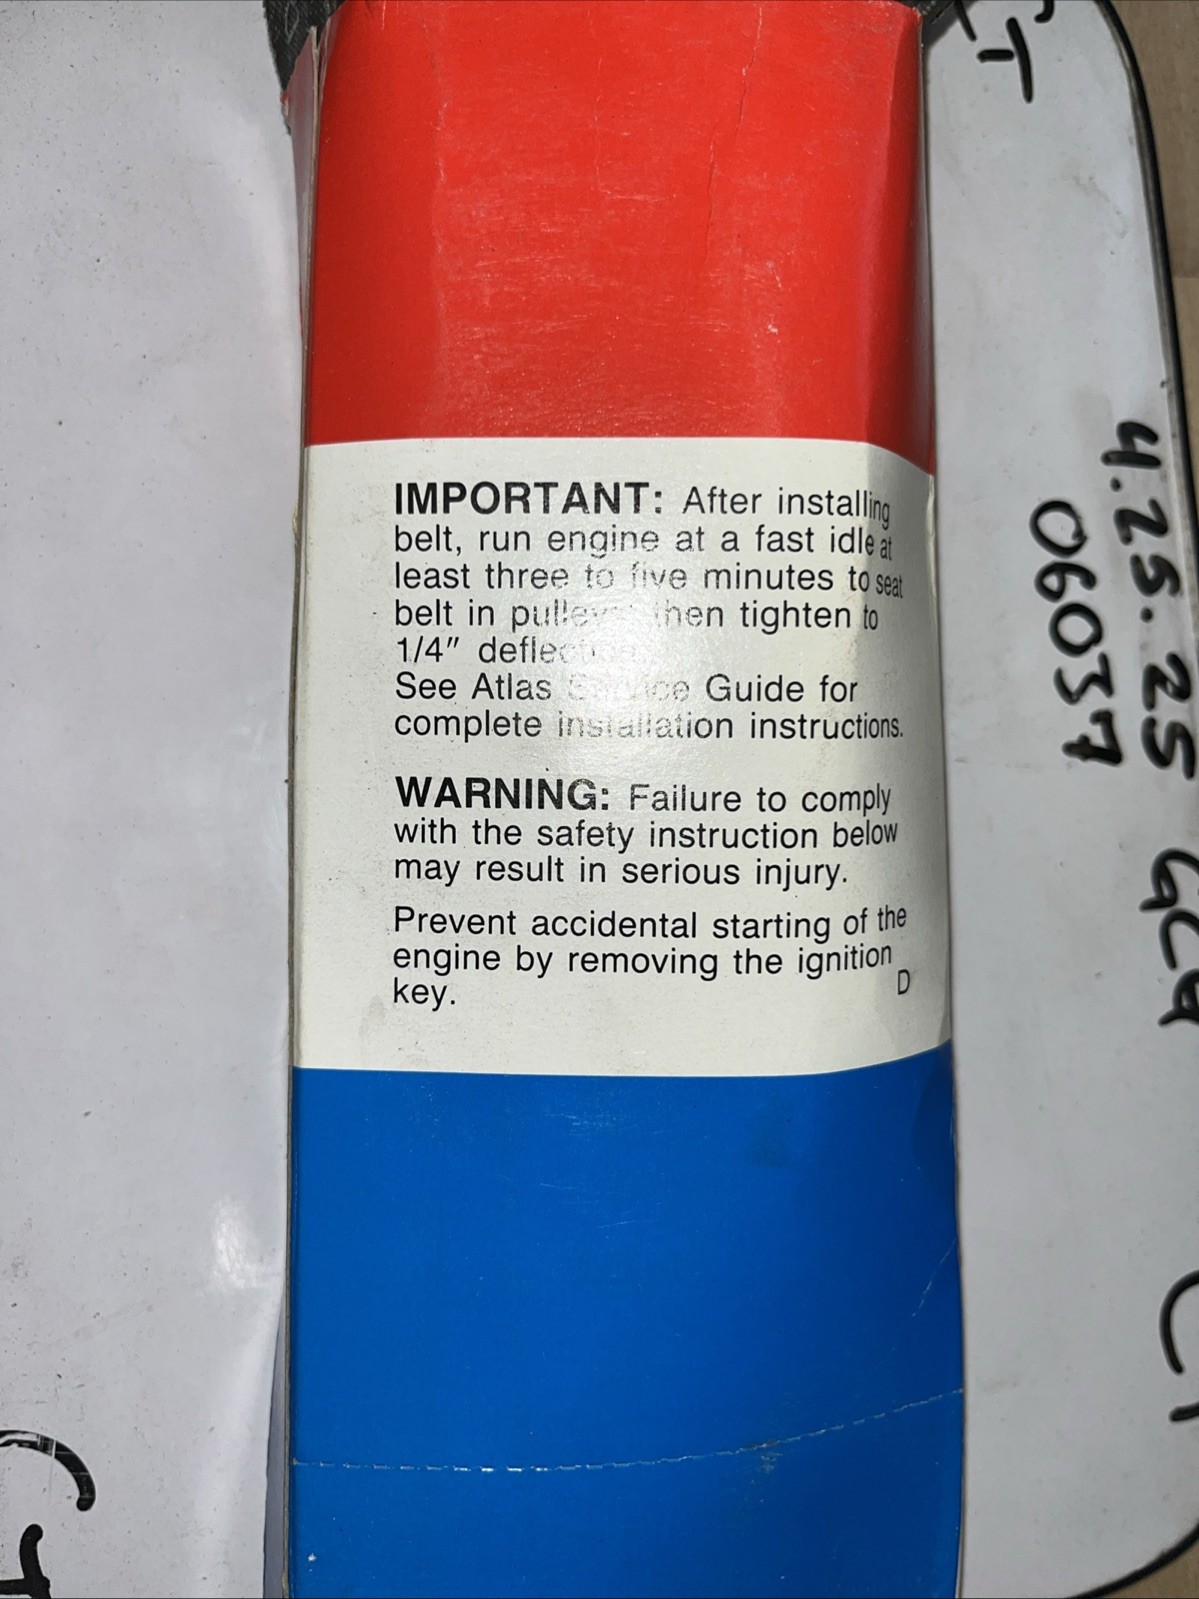 IMPORTANT: After installing
belt, run engine at a fast idle at
least three to five minutes to seat
belt in pulleys then tighten to
1/4" deflection.
See Atlas Service Guide for
complete installation instructions.
WARNING: Failure to comply
with the safety instruction below
may result in serious injury.
Prevent accidental starting of the
engine by removing the ignition
key.
D
4.25.25
06037